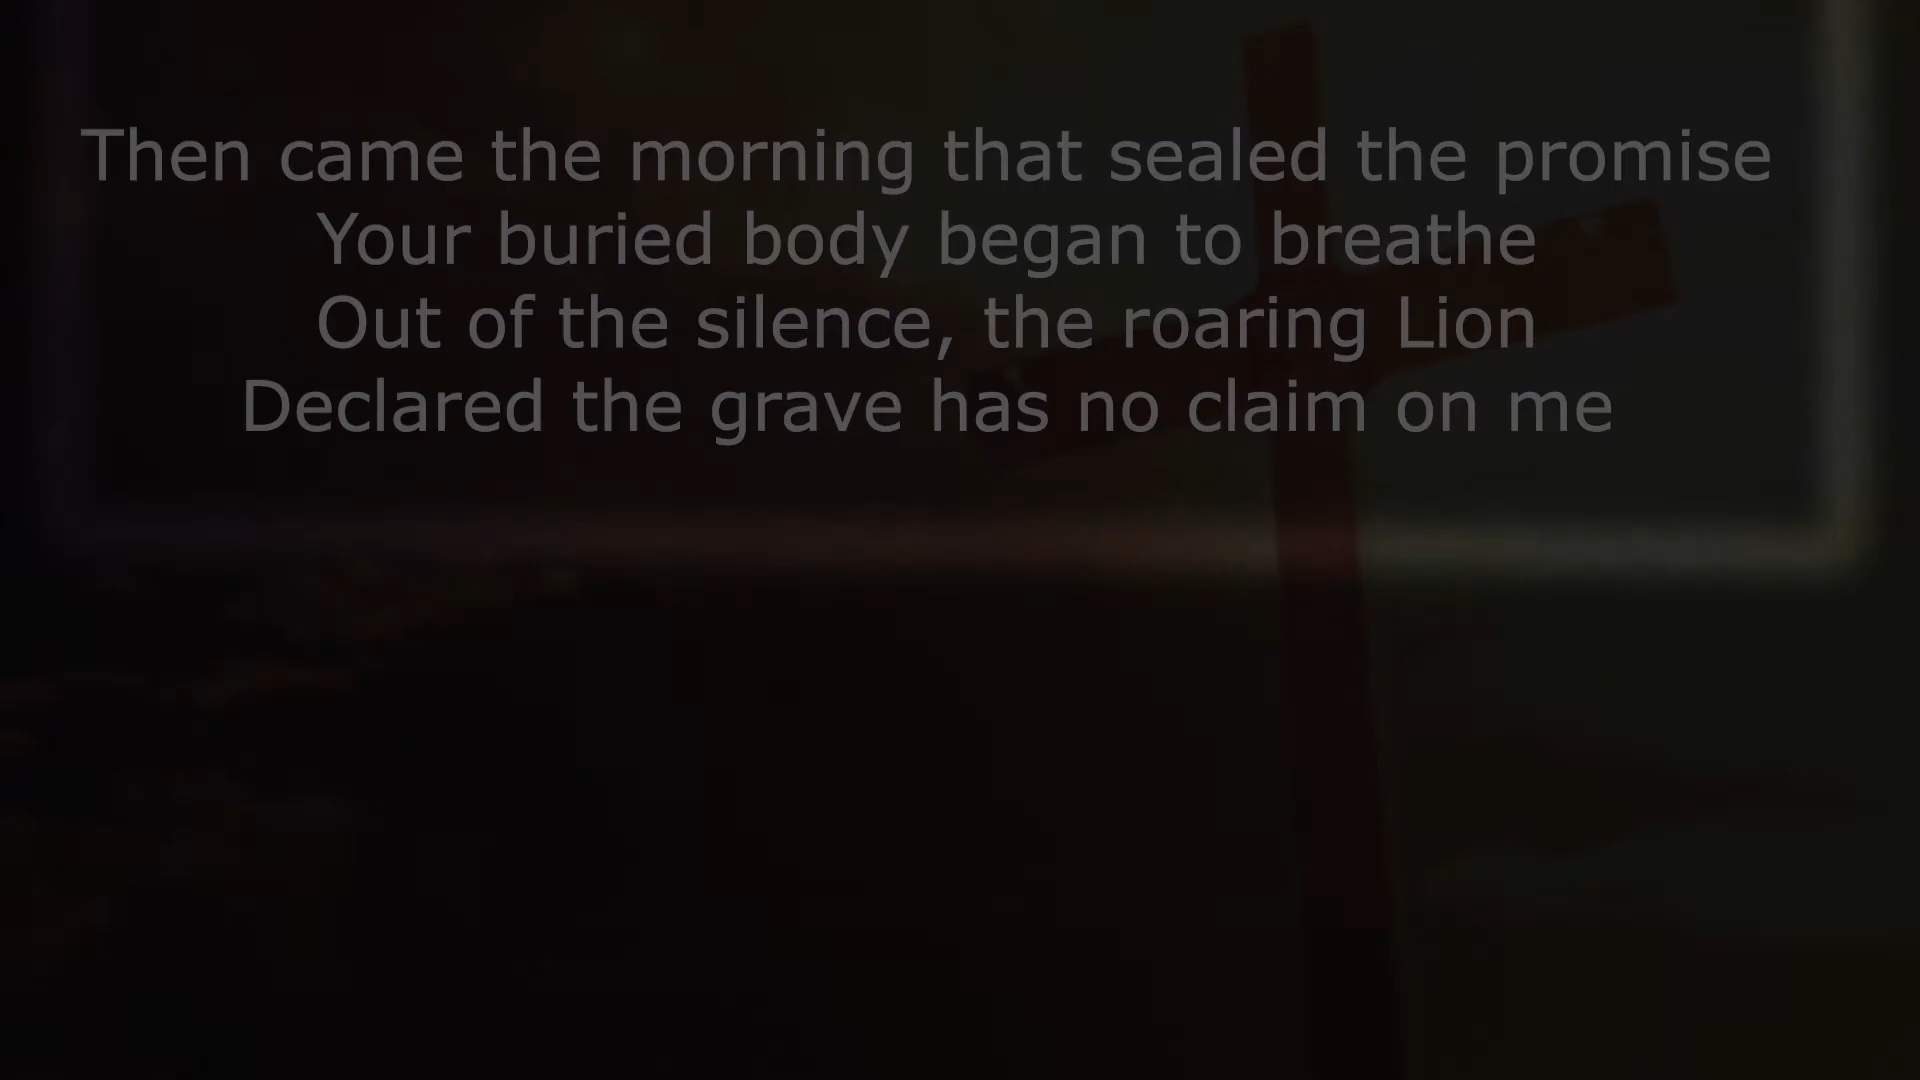 Then came the morning that sealed the promise
Your buried body began to breathe
Out of the silence, the roaring Lion
Declared the grave has no claim on me